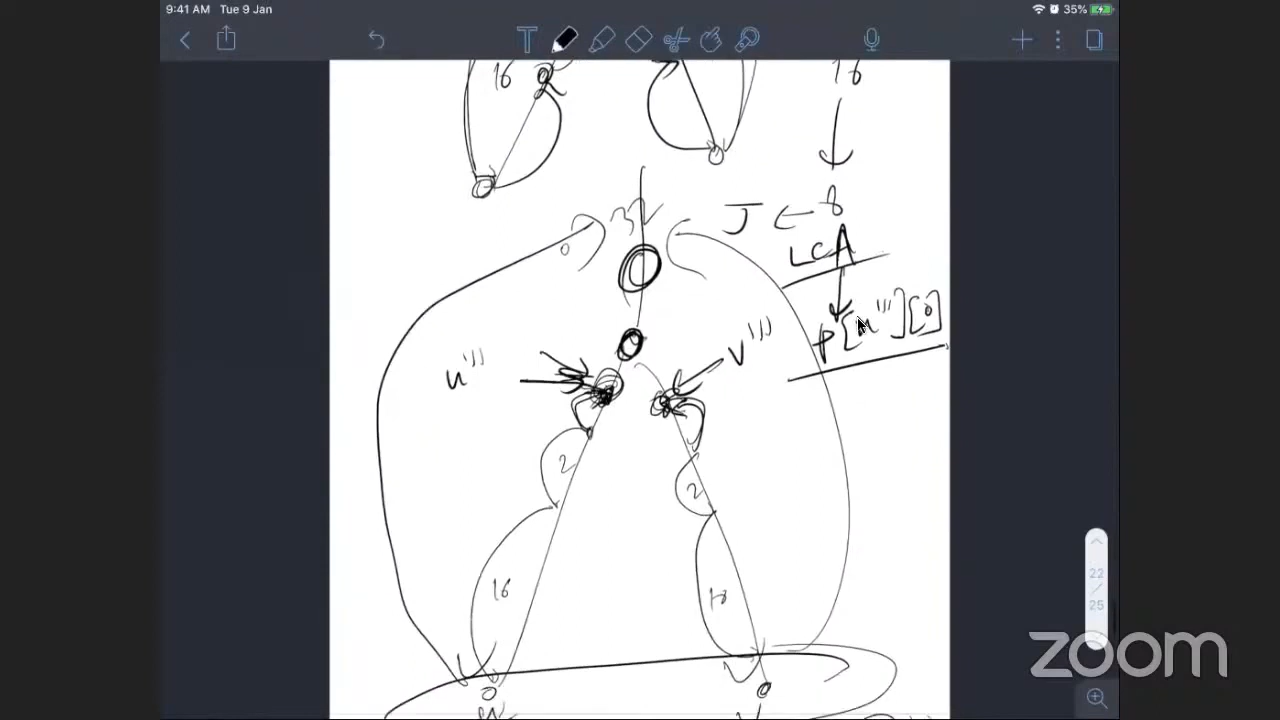 9:41 AM Tue 9 Jan
35%
T
16
16
32
J ← 8
LCA
P[u'''][0]
u'''
v'''
2
2
16
22
/
25
zoom
u
v